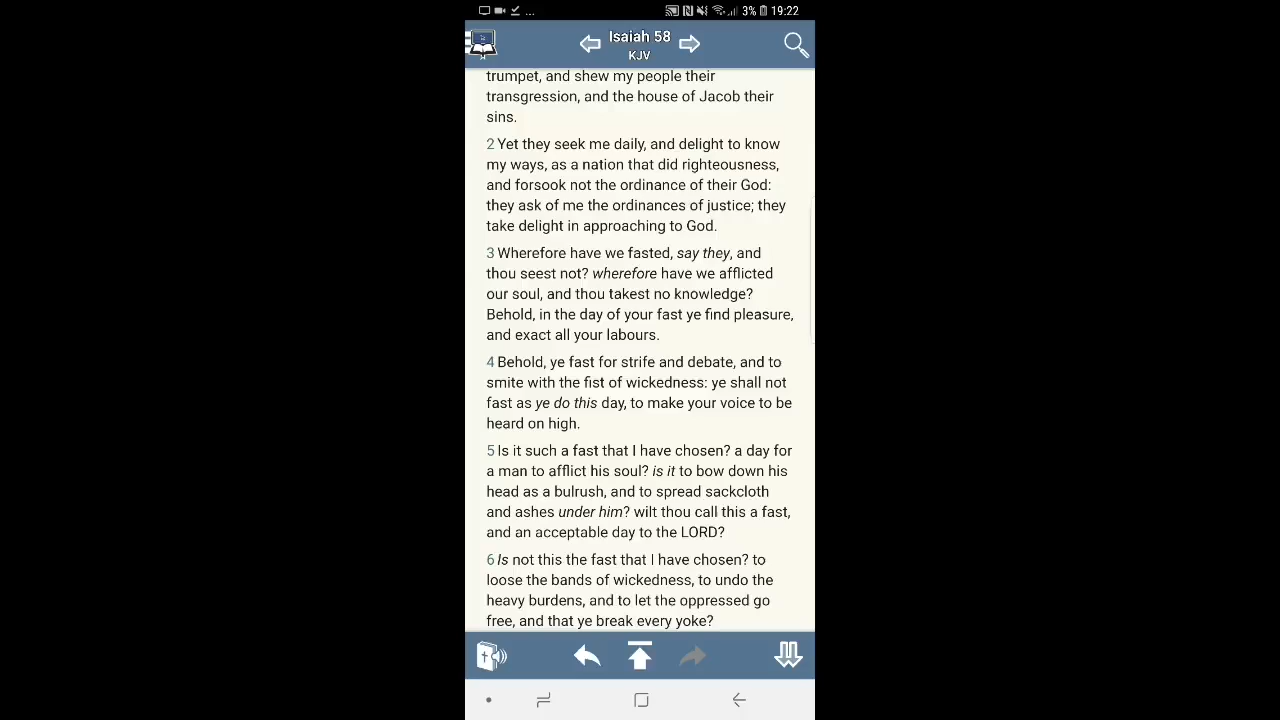 ... 3% 19:22
Isaiah 58
KJV
trumpet, and shew my people their
transgression, and the house of Jacob their
sins.
2 Yet they seek me daily, and delight to know
my ways, as a nation that did righteousness,
and forsook not the ordinance of their God:
they ask of me the ordinances of justice; they
take delight in approaching to God.
3 Wherefore have we fasted, say they, and
thou seest not? wherefore have we afflicted
our soul, and thou takest no knowledge?
Behold, in the day of your fast ye find pleasure,
and exact all your labours.
4 Behold, ye fast for strife and debate, and to
smite with the fist of wickedness: ye shall not
fast as ye do this day, to make your voice to be
heard on high.
5 Is it such a fast that I have chosen? a day for
a man to afflict his soul? is it to bow down his
head as a bulrush, and to spread sackcloth
and ashes under him? wilt thou call this a fast,
and an acceptable day to the LORD?
6 Is not this the fast that I have chosen? to
loose the bands of wickedness, to undo the
heavy burdens, and to let the oppressed go
free, and that ye break every yoke?